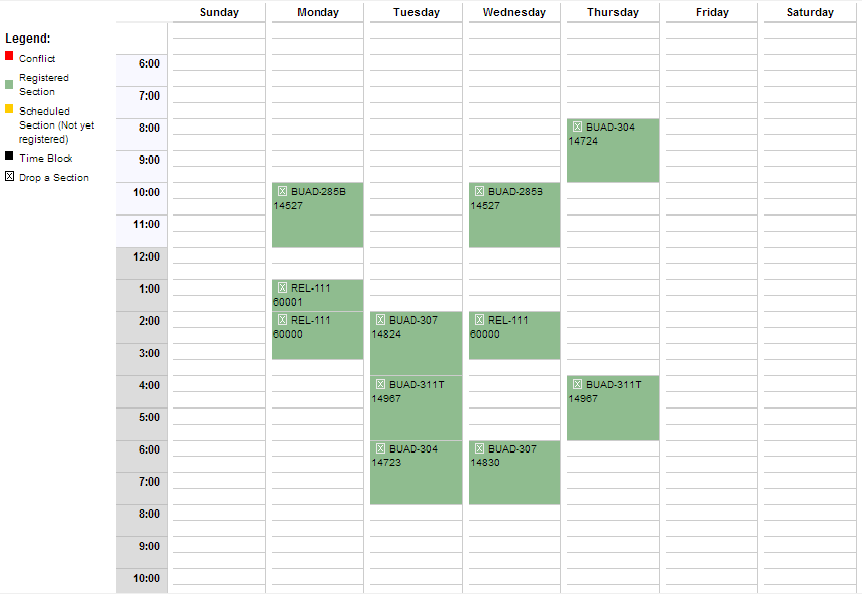 Sunday Monday Tuesday Wednesday Thursday Friday Saturday
Legend:
Conflict
Registered
Section
Scheduled
Section (Not yet
registered)
Time Block
Drop a Section
6:00
7:00
8:00
BUAD-304
14724
9:00
10:00
BUAD-285B
14527
BUAD-285B
14527
11:00
12:00
1:00
REL-111
60001
2:00
REL-111
60000
BUAD-307
14824
REL-111
60000
3:00
4:00
BUAD-311T
14967
BUAD-311T
14967
5:00
6:00
BUAD-304
14723
BUAD-307
14830
7:00
8:00
9:00
10:00